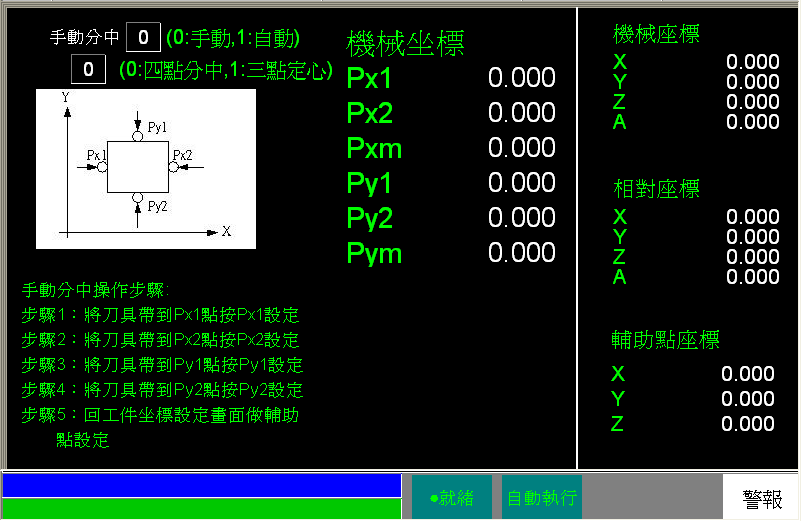 手動分中 0 (0:手動,1:自動)
0 (0:四點分中,1:三點定心)
Y
Py1
Px1
Px2
Py2
X
手動分中操作步驟:
步驟1：將刀具帶到Px1點按Px1設定
步驟2：將刀具帶到Px2點按Px2設定
步驟3：將刀具帶到Py1點按Py1設定
步驟4：將刀具帶到Py2點按Py2設定
步驟5：回工件坐標設定畫面做輔助
點設定
機械坐標
Px1 0.000
Px2 0.000
Pxm 0.000
Py1 0.000
Py2 0.000
Pym 0.000
機械座標
X 0.000
Y 0.000
Z 0.000
A 0.000
相對座標
X 0.000
Y 0.000
Z 0.000
A 0.000
輔助點座標
X 0.000
Y 0.000
Z 0.000
●就緒
自動執行
警報